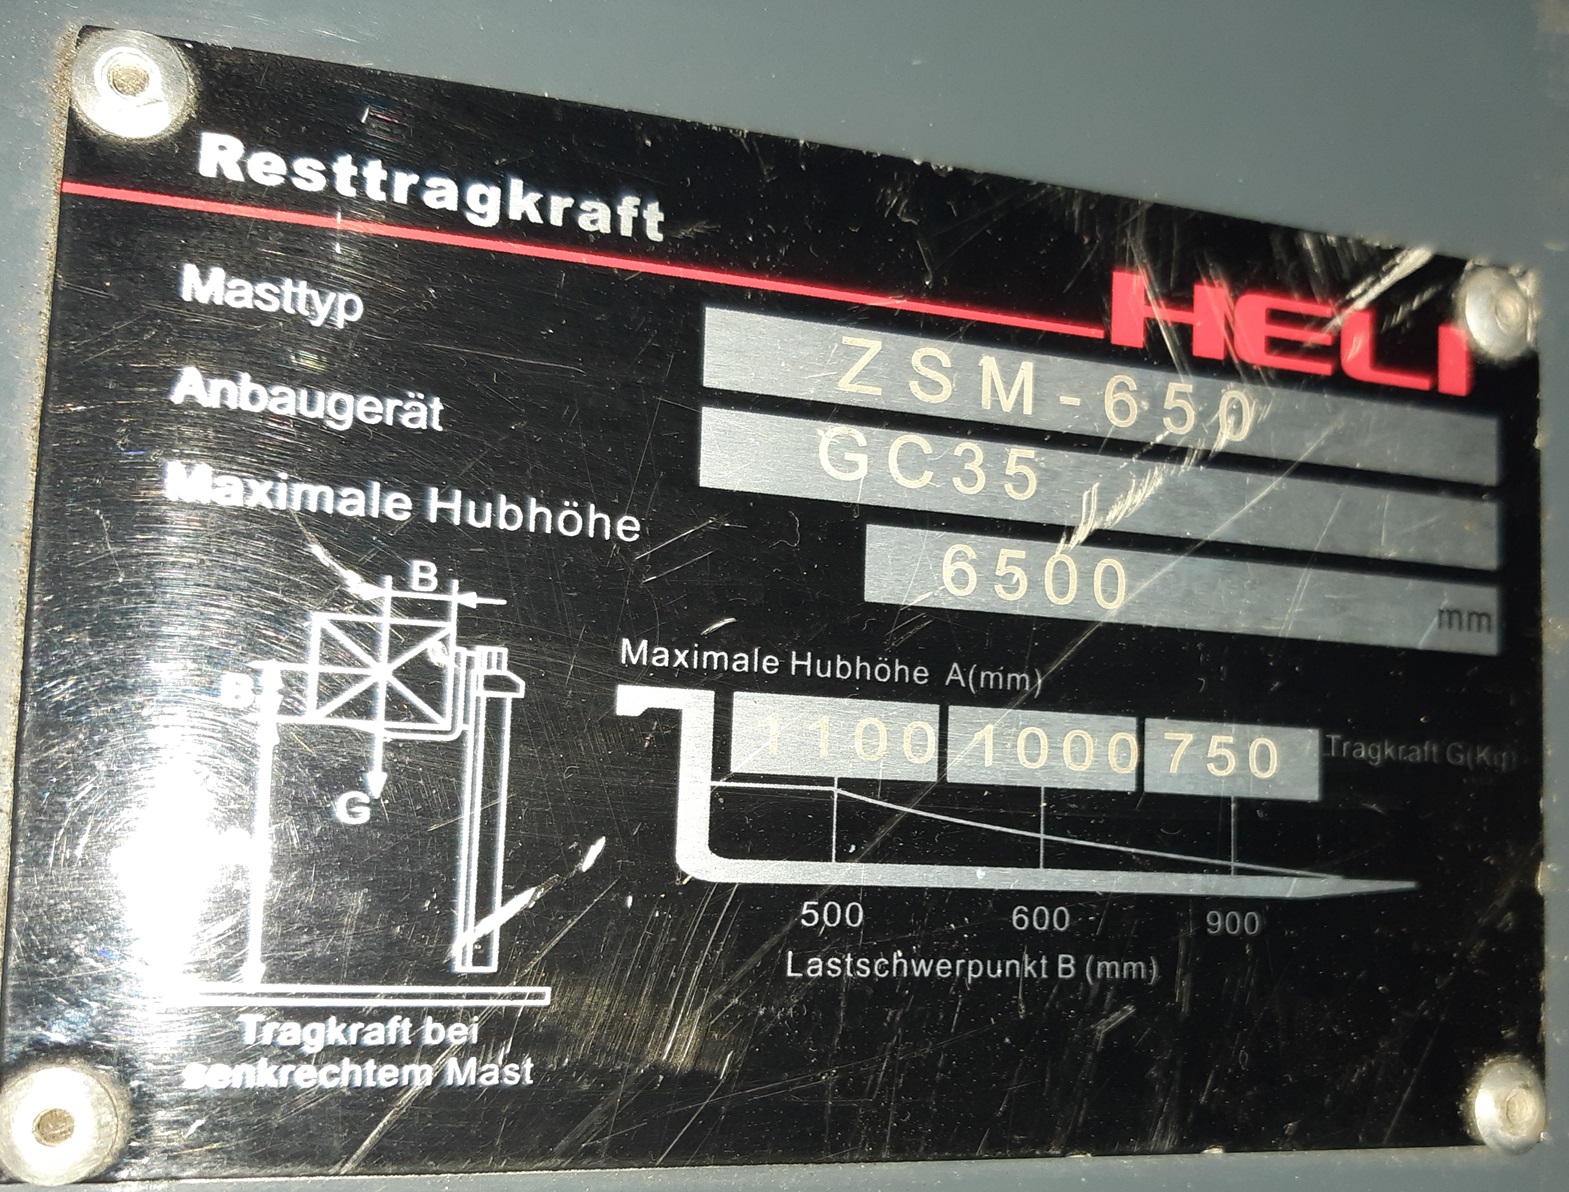 Resttragkraft
HELI
Masttyp ZSM-650
Anbaugerät GC35
Maximale Hubhöhe 6500 mm
B
B
G
Maximale Hubhöhe A(mm)
1100 1000 750 Tragkraft G(Kg)
500 600 900
Lastschwerpunkt B (mm)
Tragkraft bei
senkrechtem Mast